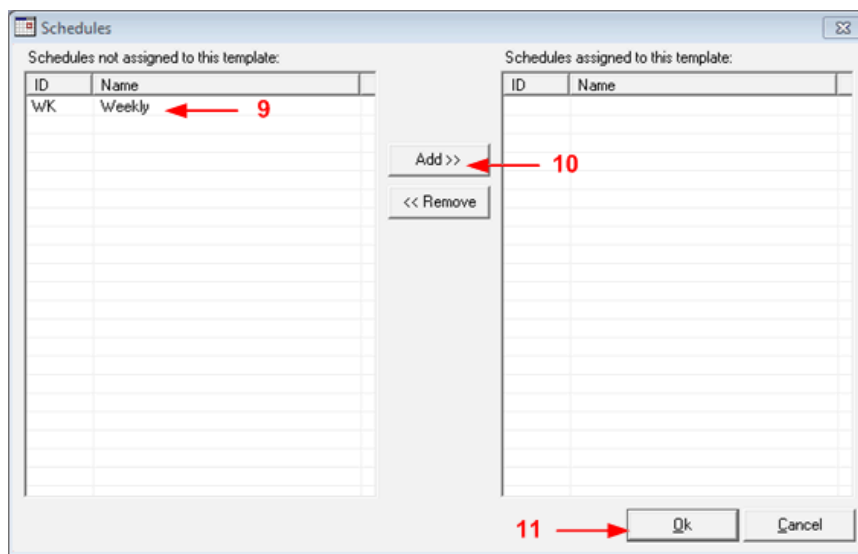 Schedules
Schedules not assigned to this template:
ID Name
WK Weekly 9
Add >> 10
<< Remove
Schedules assigned to this template:
ID Name
11 Ok Cancel